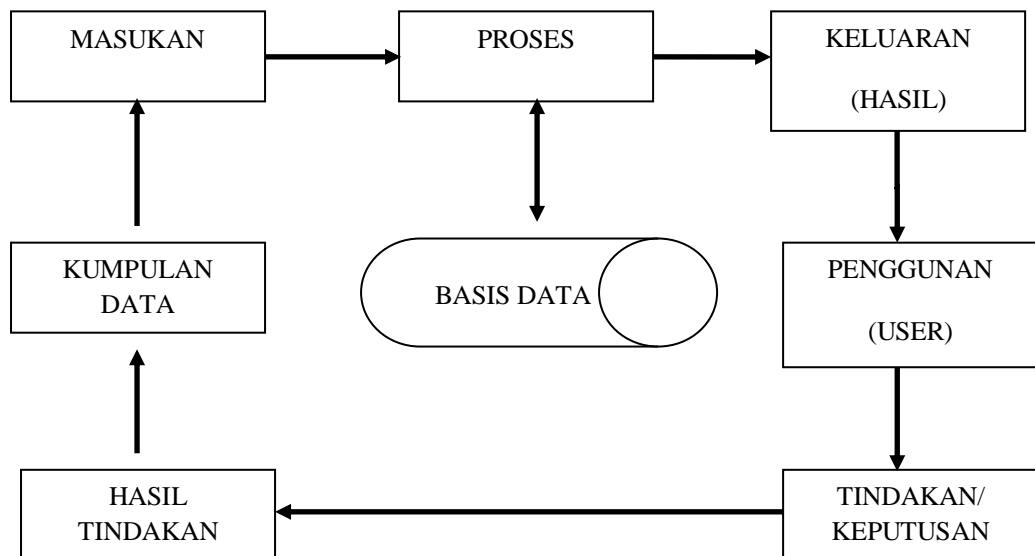 MASUKAN
PROSES
KELUARAN
(HASIL)
KUMPULAN
DATA
BASIS DATA
PENGGUNAN
(USER)
HASIL
TINDAKAN
TINDAKAN/
KEPUTUSAN